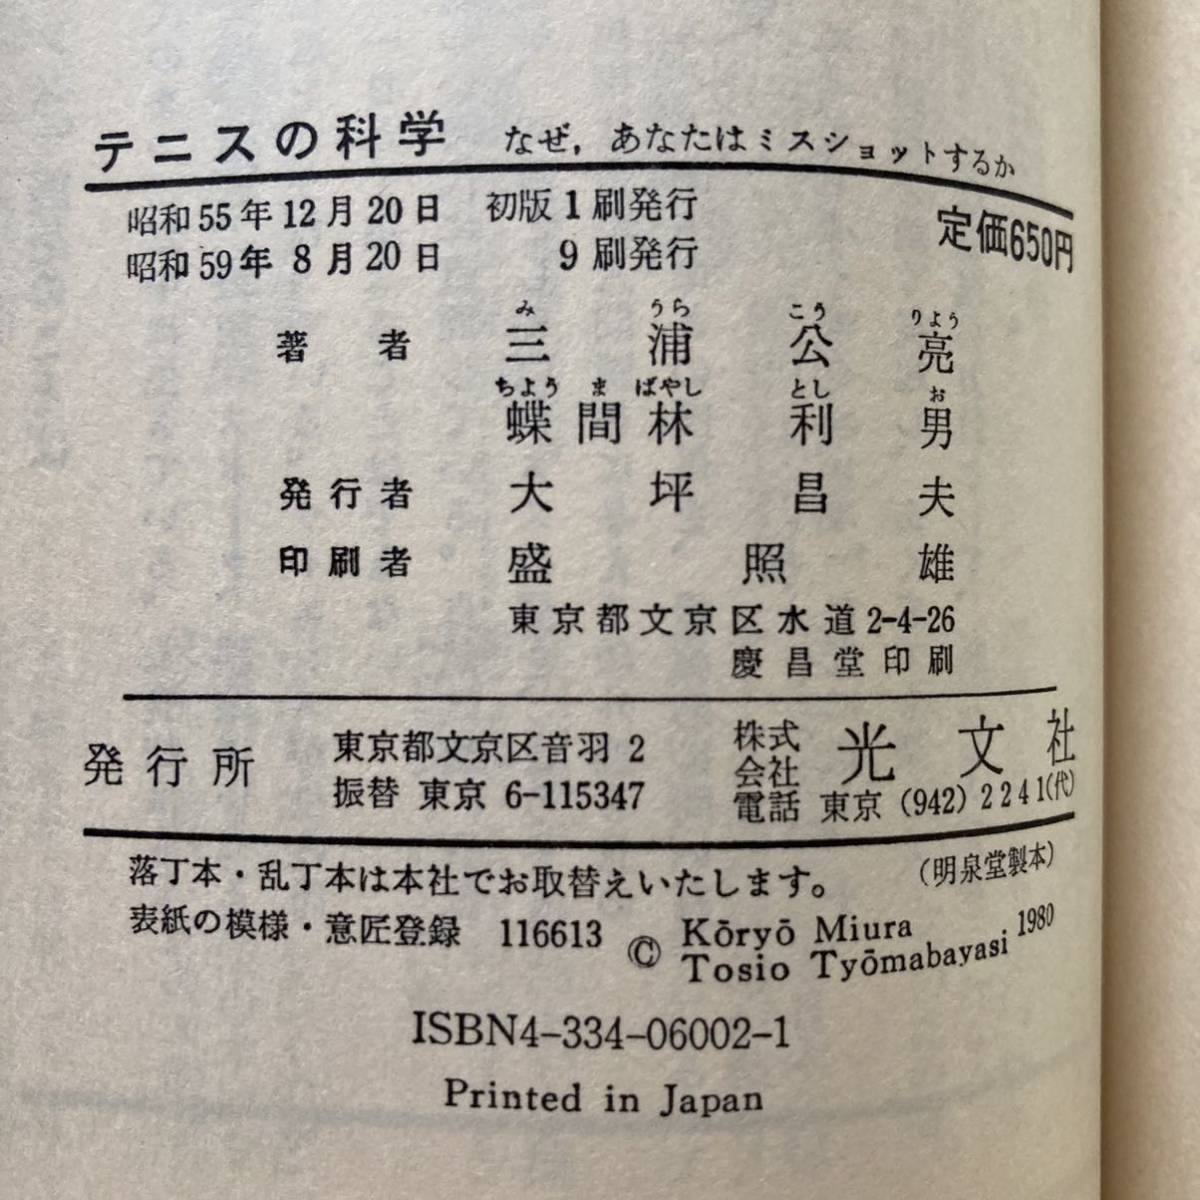 テニスの科学 なぜ,あなたはミスショットするか
昭和55年12月20日 初版1刷発行
昭和59年8月20日 9刷発行
定価650円
みうらこうりよう
著者 三浦公亮
ちようまばやしとしお
蝶間林利男
発行者 大坪昌夫
印刷者 盛照雄
東京都文京区水道2-4-26
慶昌堂印刷
発行所 東京都文京区音羽2
振替 東京 6-115347
株式会社 光文社
電話 東京 (942) 2241(代)
落丁本・乱丁本は本社でお取替えいたします。 (明泉堂製本)
表紙の模様・意匠登録 116613
© Kōryō Miura
Tosio Tyōmabayasi 1980
ISBN4-334-06002-1
Printed in Japan